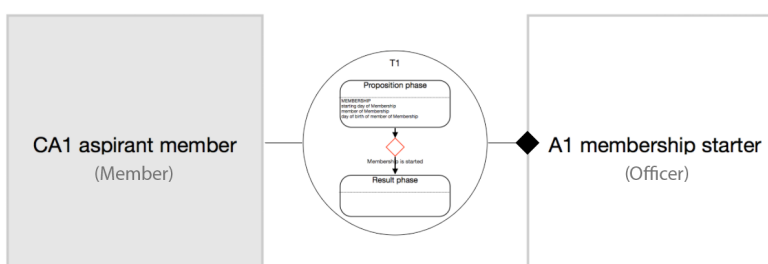 CA1 aspirant member
(Member)
T1
Proposition phase
MEMBERSHIP
starting day of Membership
member of Membership
day of birth of member of Membership
Membership is started
Result phase
A1 membership starter
(Officer)